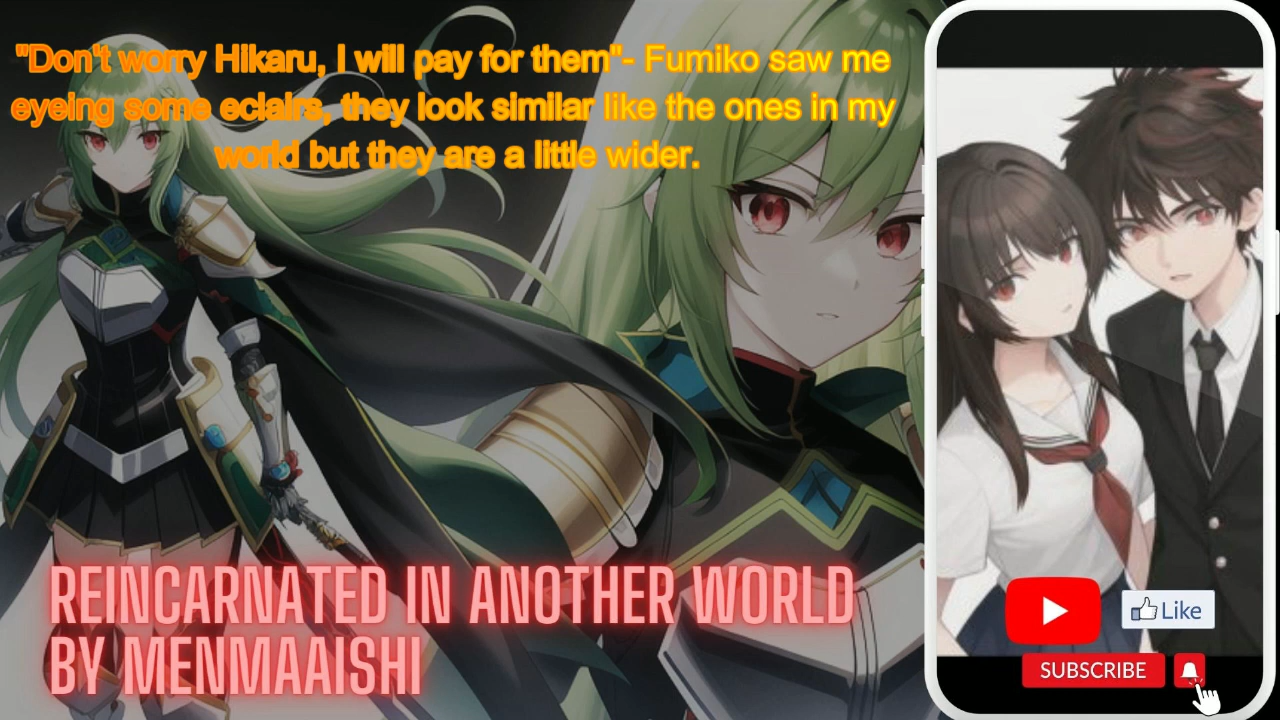 "Don't worry Hikaru, I will pay for them"- Fumiko saw me
eyeing some eclairs, they look similar like the ones in my
world but they are a little wider.
REINCARNATED IN ANOTHER WORLD
BY MENMAAISHI
Like
SUBSCRIBE